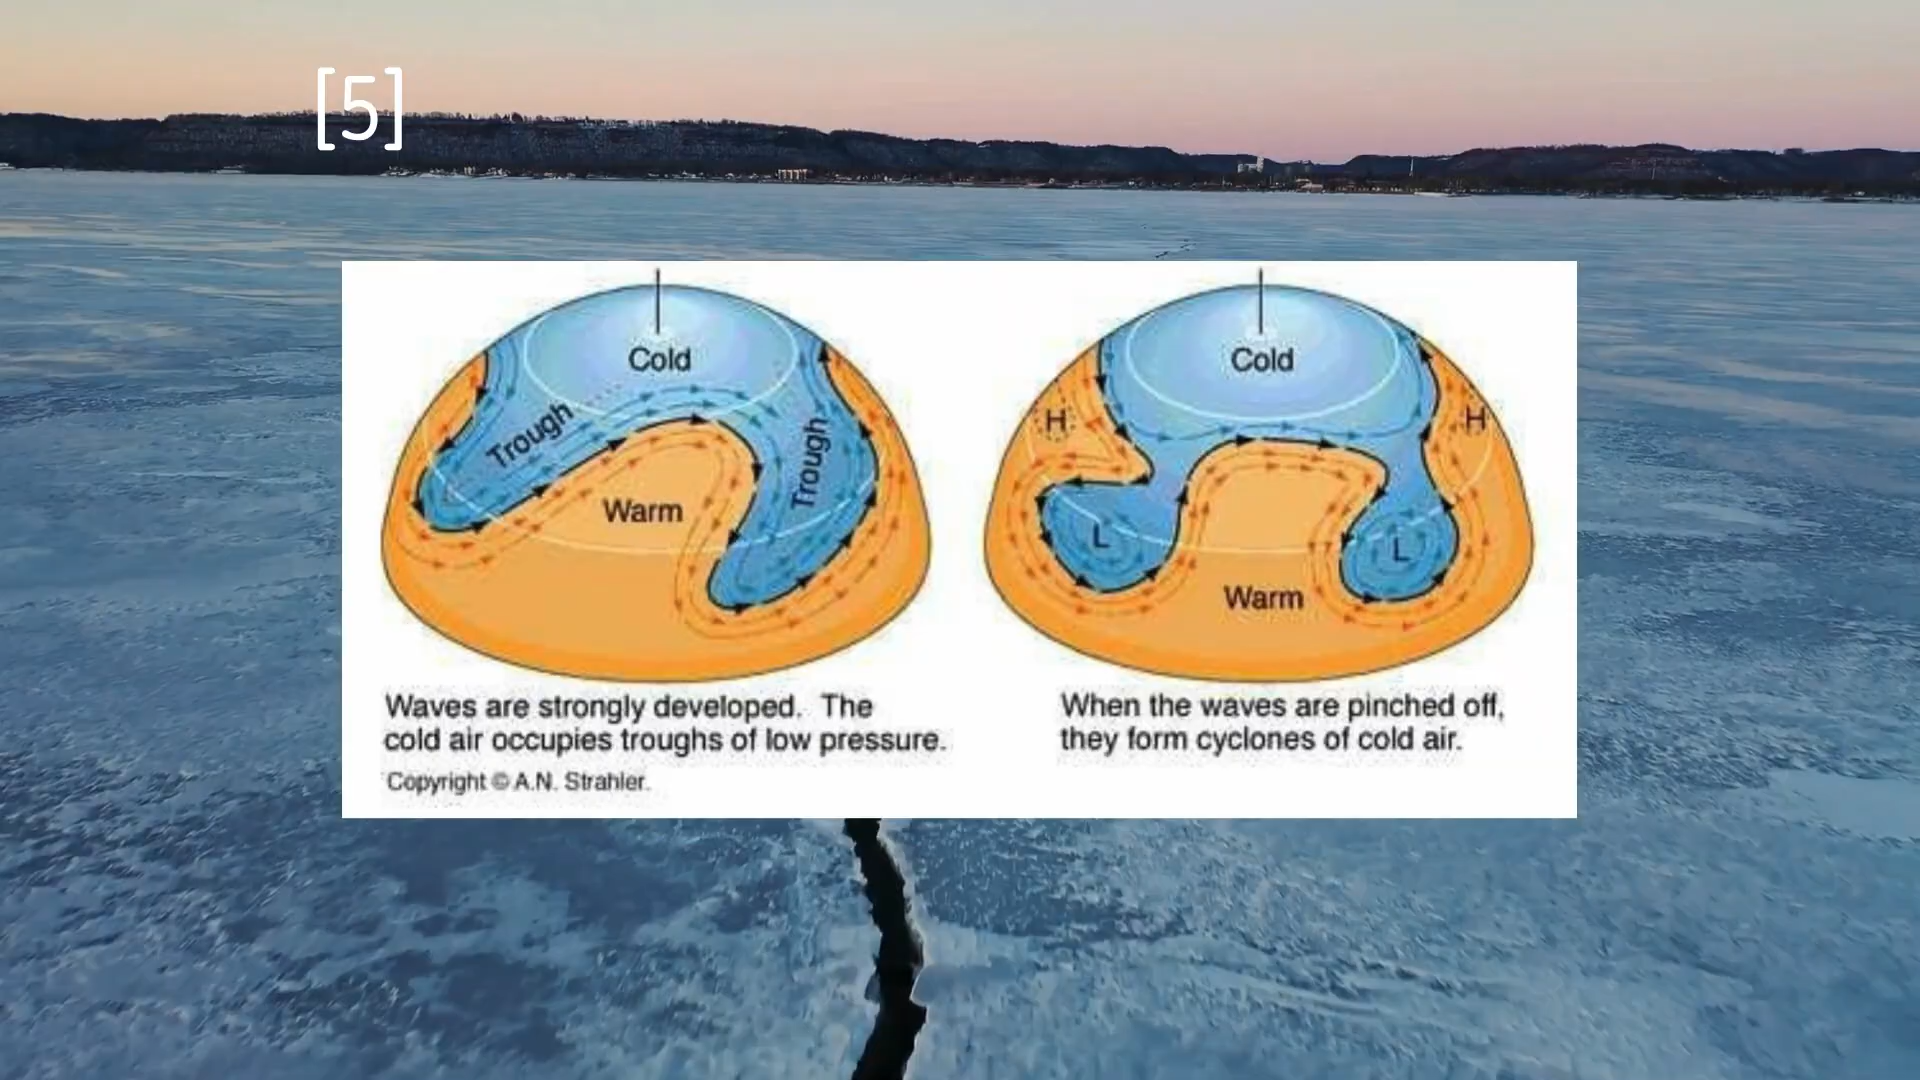 [5]
Cold
Trough
Trough
Warm
Cold
H
H
L
L
Warm
Waves are strongly developed. The
cold air occupies troughs of low pressure.
Copyright © A.N. Strahler.
When the waves are pinched off,
they form cyclones of cold air.